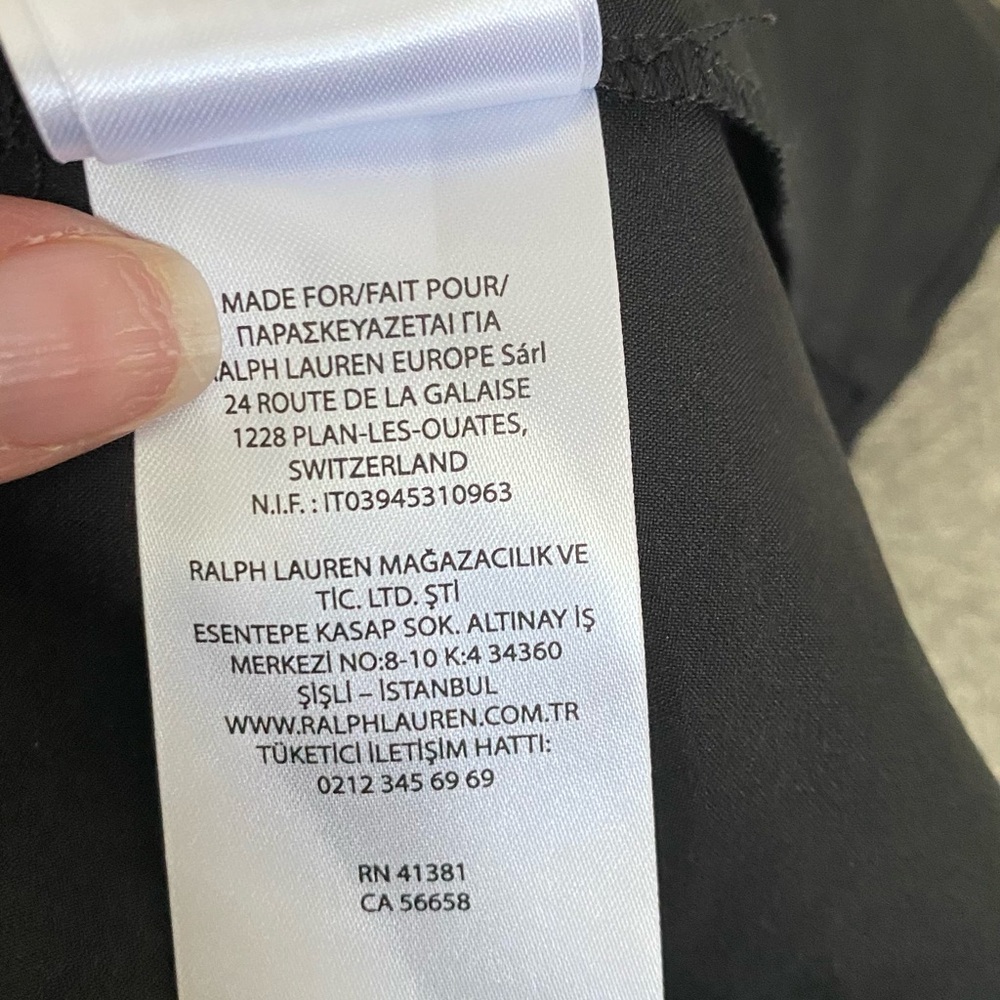 MADE FOR/FAIT POUR/
ΠΑΡΑΣΚΕΥΑΖΕΤΑΙ ΓΙΑ
RALPH LAUREN EUROPE Sárl
24 ROUTE DE LA GALAISE
1228 PLAN-LES-OUATES,
SWITZERLAND
N.I.F. : IT03945310963
RALPH LAUREN MAĞAZACILIK VE
TİC. LTD. ŞTİ
ESENTEPE KASAP SOK. ALTINAY İŞ
MERKEZİ NO:8-10 K:4 34360
ŞİŞLİ – İSTANBUL
WWW.RALPHLAUREN.COM.TR
TÜKETİCİ İLETİŞİM HATTI:
0212 345 69 69
RN 41381
CA 56658